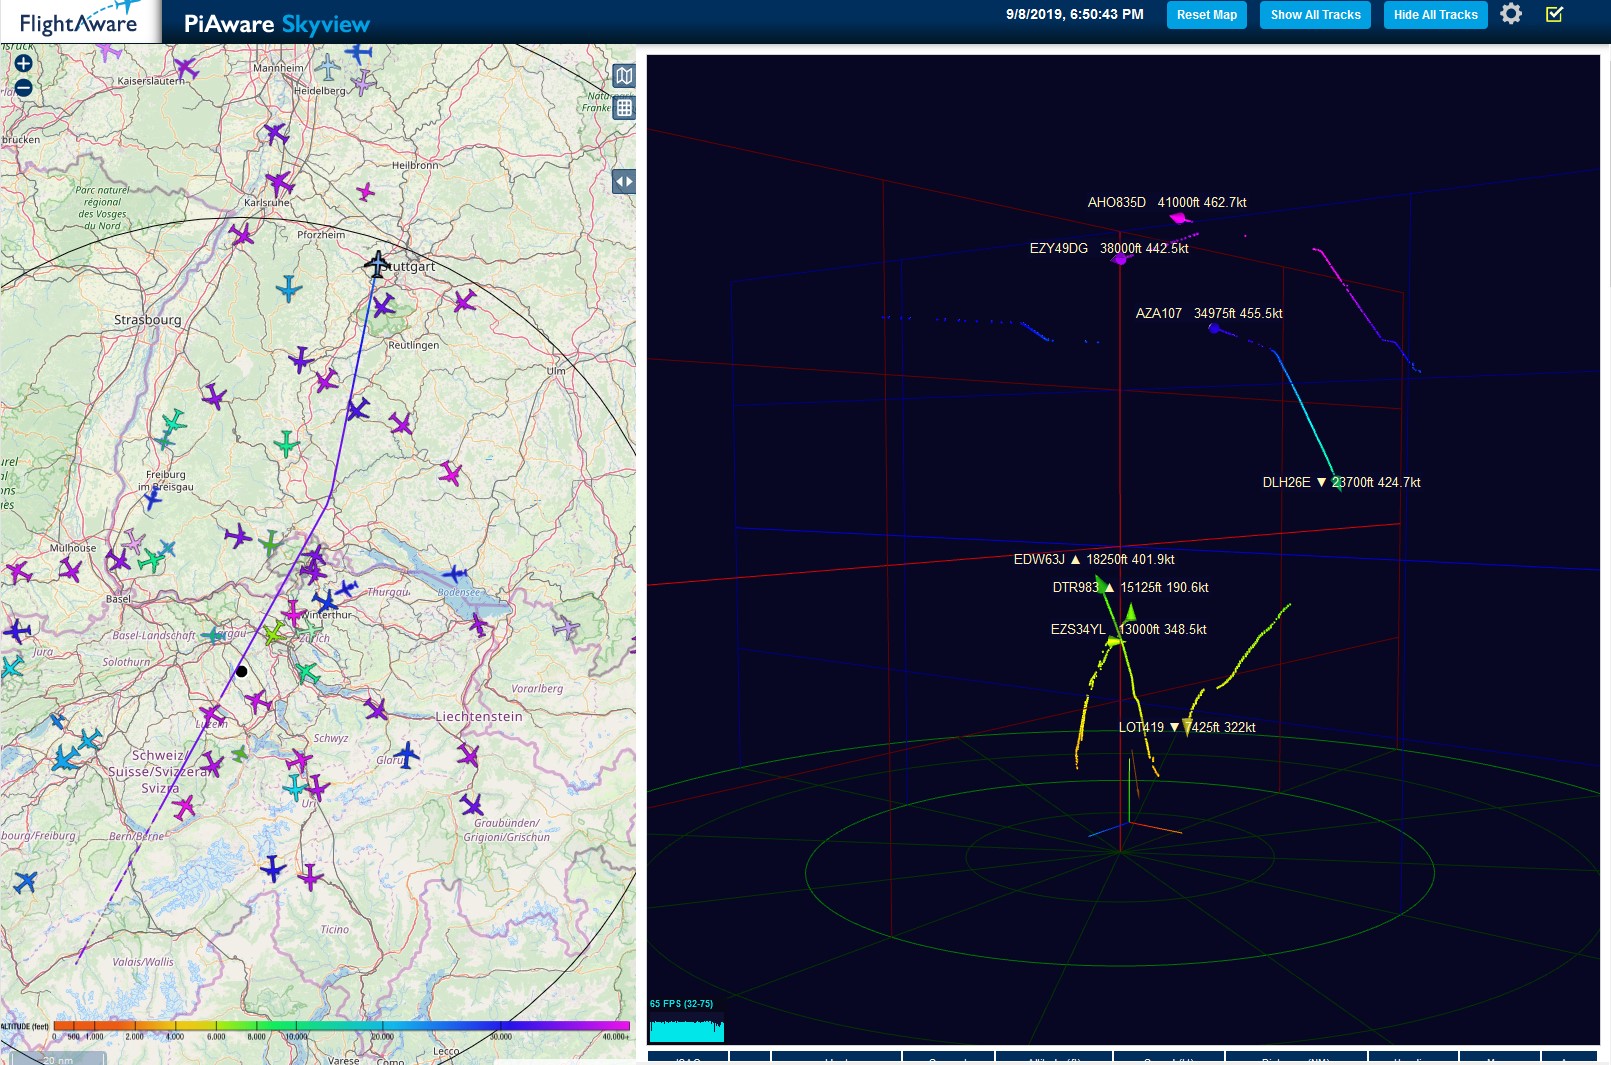 FlightAware
PiAware Skyview
9/8/2019, 6:50:43 PM
Reset Map
Show All Tracks
Hide All Tracks
Kaiserslautern
Mannheim
Heidelberg
brücken
Heilbronn
Parc naturel
régional
des Vosges
du Nord
Karlsruhe
Pforzheim
Stuttgart
Strasbourg
Reutlingen
Ulm
Freiburg
im Breisgau
Mulhouse
Basel
Thurgau
Bodensee
Winterthur
Basel-Landschaft
Aargau
Zürich
Jura
Solothurn
Vorarlberg
Luzern
Liechtenstein
Schwyz
Schweiz/
Suisse/Svizzera/
Svizra
Glarus
Uri
bourg/Freiburg
Bern/Berne
Graubünden/
Grigioni/Grischun
Ticino
Valais/Wallis
ALTITUDE (feet)
0 500 1.000 2.000 4.000 6.000 8.000 10.000 20.000 30.000 40.000+
20 nm
Varese
Como
Lecco
AHO835D 41000ft 462.7kt
EZY49DG 38000ft 442.5kt
AZA107 34975ft 455.5kt
DLH26E ▼ 23700ft 424.7kt
EDW63J ▲ 18250ft 401.9kt
DTR983 ▲ 15125ft 190.6kt
EZS34YL 13000ft 348.5kt
LOT419 ▼ 7425ft 322kt
65 FPS (32-75)